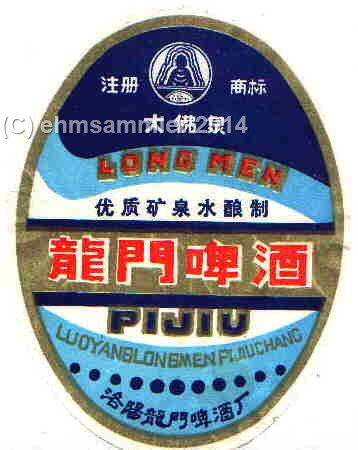 注册 商标
大佛泉
(C) ehmsammler 2014
LONG MEN
优质矿泉水酿制
龍門啤酒
PIJIU
LUOYANGLONGMEN PIJIUCHANG
洛陽龍門啤酒厂